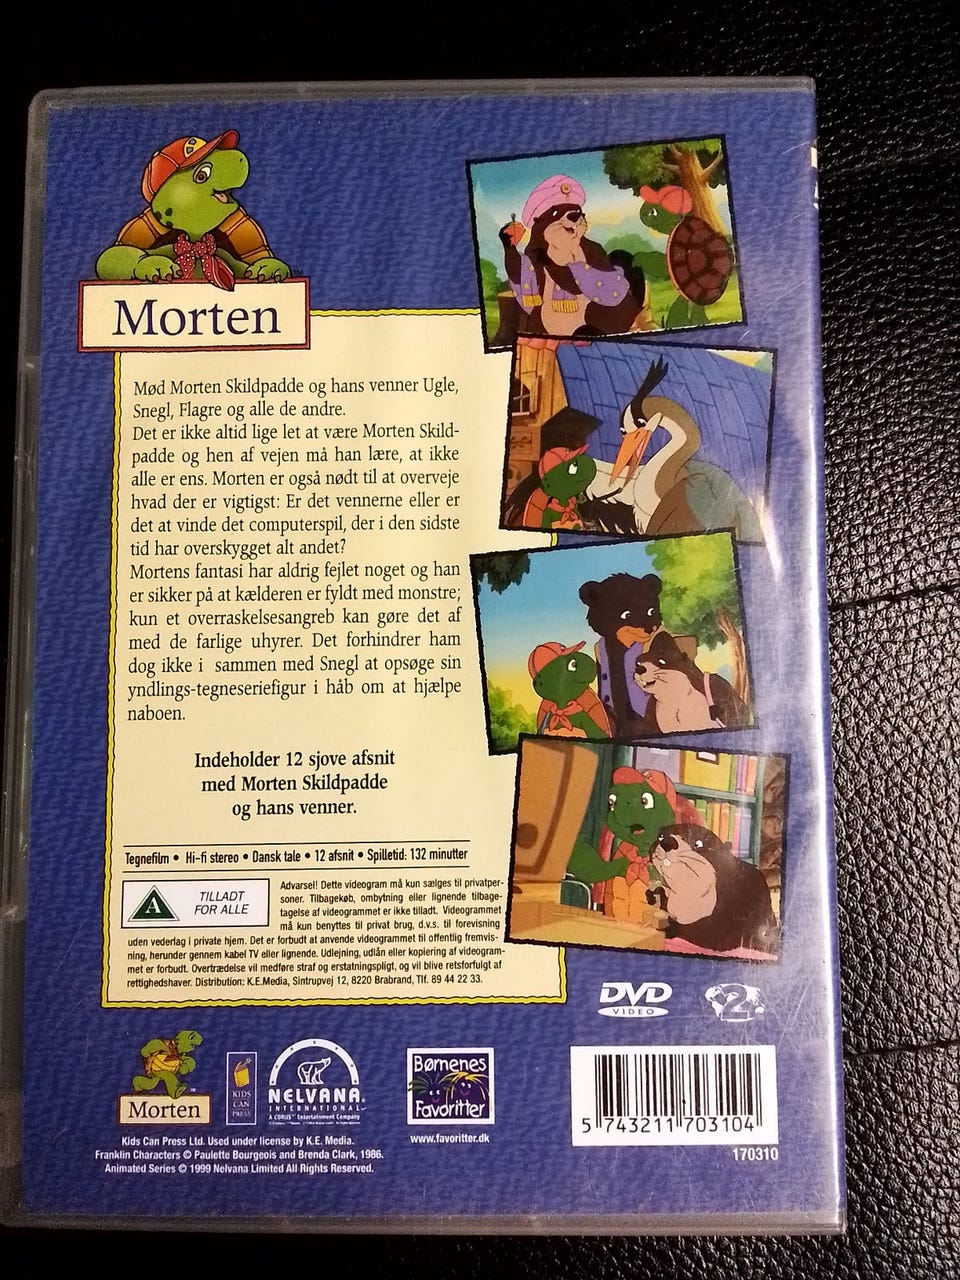 Morten
Mød Morten Skildpadde og hans venner Ugle,
Snegl, Flagre og alle de andre.
Det er ikke altid lige let at være Morten Skild-
padde og hen af vejen må han lære, at ikke
alle er ens. Morten er også nødt til at overveje
hvad der er vigtigst: Er det vennerne eller er
det at vinde det computerspil, der i den sidste
tid har overskygget alt andet?
Mortens fantasi har aldrig fejlet noget og han
er sikker på at kælderen er fyldt med monstre;
kun et overraskelsesangreb kan gøre det af
med de farlige uhyrer. Det forhindrer ham
dog ikke i sammen med Snegl at opsøge sin
yndlings-tegneseriefigur i håb om at hjælpe
naboen.
Indeholder 12 sjove afsnit
med Morten Skildpadde
og hans venner.
Tegnefilm • Hi-fi stereo • Dansk tale • 12 afsnit • Spilletid: 132 minutter
A
TILLADT
FOR ALLE
Advarsel! Dette videogram må kun sælges til privatper-
soner. Tilbagekøb, ombytning eller lignende tilbage-
tagelse af videogrammet er ikke tilladt. Videogrammet
må kun benyttes til privat brug, d.v.s. til forevisning
uden vederlag i private hjem. Det er forbudt at anvende videogrammet til offentlig fremvis-
ning, herunder gennem kabel TV eller lignende. Udlejning, udlån eller kopiering af videogram-
met er forbudt. Overtrædelse vil medføre straf og erstatningspligt, og vil blive retsforfulgt af
rettighedshaver. Distribution: K.E.Media, Sintrupvej 12, 8220 Brabrand, Tlf. 89 44 22 33.
DVD
VIDEO
2
Morten
KIDS
CAN
PRESS
NELVANA
INTERNATIONAL
A CORUS Entertainment Company
Børnenes
Favoritter
www.favoritter.dk
5 743211 703104
170310
Kids Can Press Ltd. Used under license by K.E. Media.
Franklin Characters © Paulette Bourgeois and Brenda Clark, 1986.
Animated Series © 1999 Nelvana Limited All Rights Reserved.